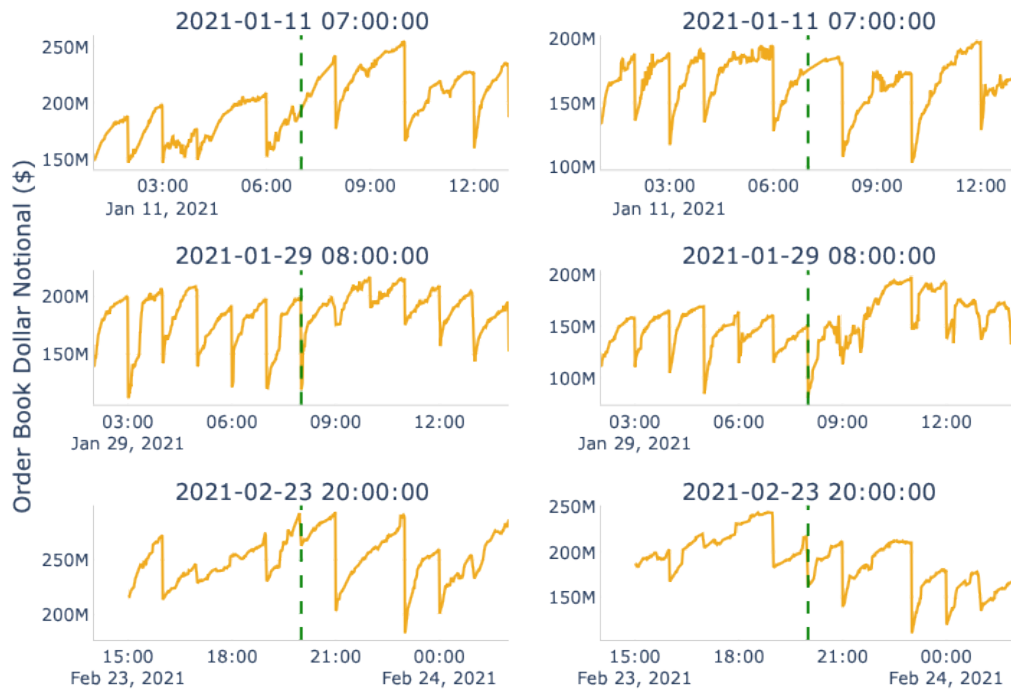 Order Book Dollar Notional ($)
2021-01-11 07:00:00
250M
200M
150M
03:00
06:00
09:00
12:00
Jan 11, 2021
2021-01-11 07:00:00
200M
150M
100M
03:00
06:00
09:00
12:00
Jan 11, 2021
2021-01-29 08:00:00
200M
150M
03:00
06:00
09:00
12:00
Jan 29, 2021
2021-01-29 08:00:00
200M
150M
100M
03:00
06:00
09:00
12:00
Jan 29, 2021
2021-02-23 20:00:00
250M
200M
15:00
18:00
21:00
00:00
Feb 23, 2021
Feb 24, 2021
2021-02-23 20:00:00
250M
200M
150M
15:00
18:00
21:00
00:00
Feb 23, 2021
Feb 24, 2021